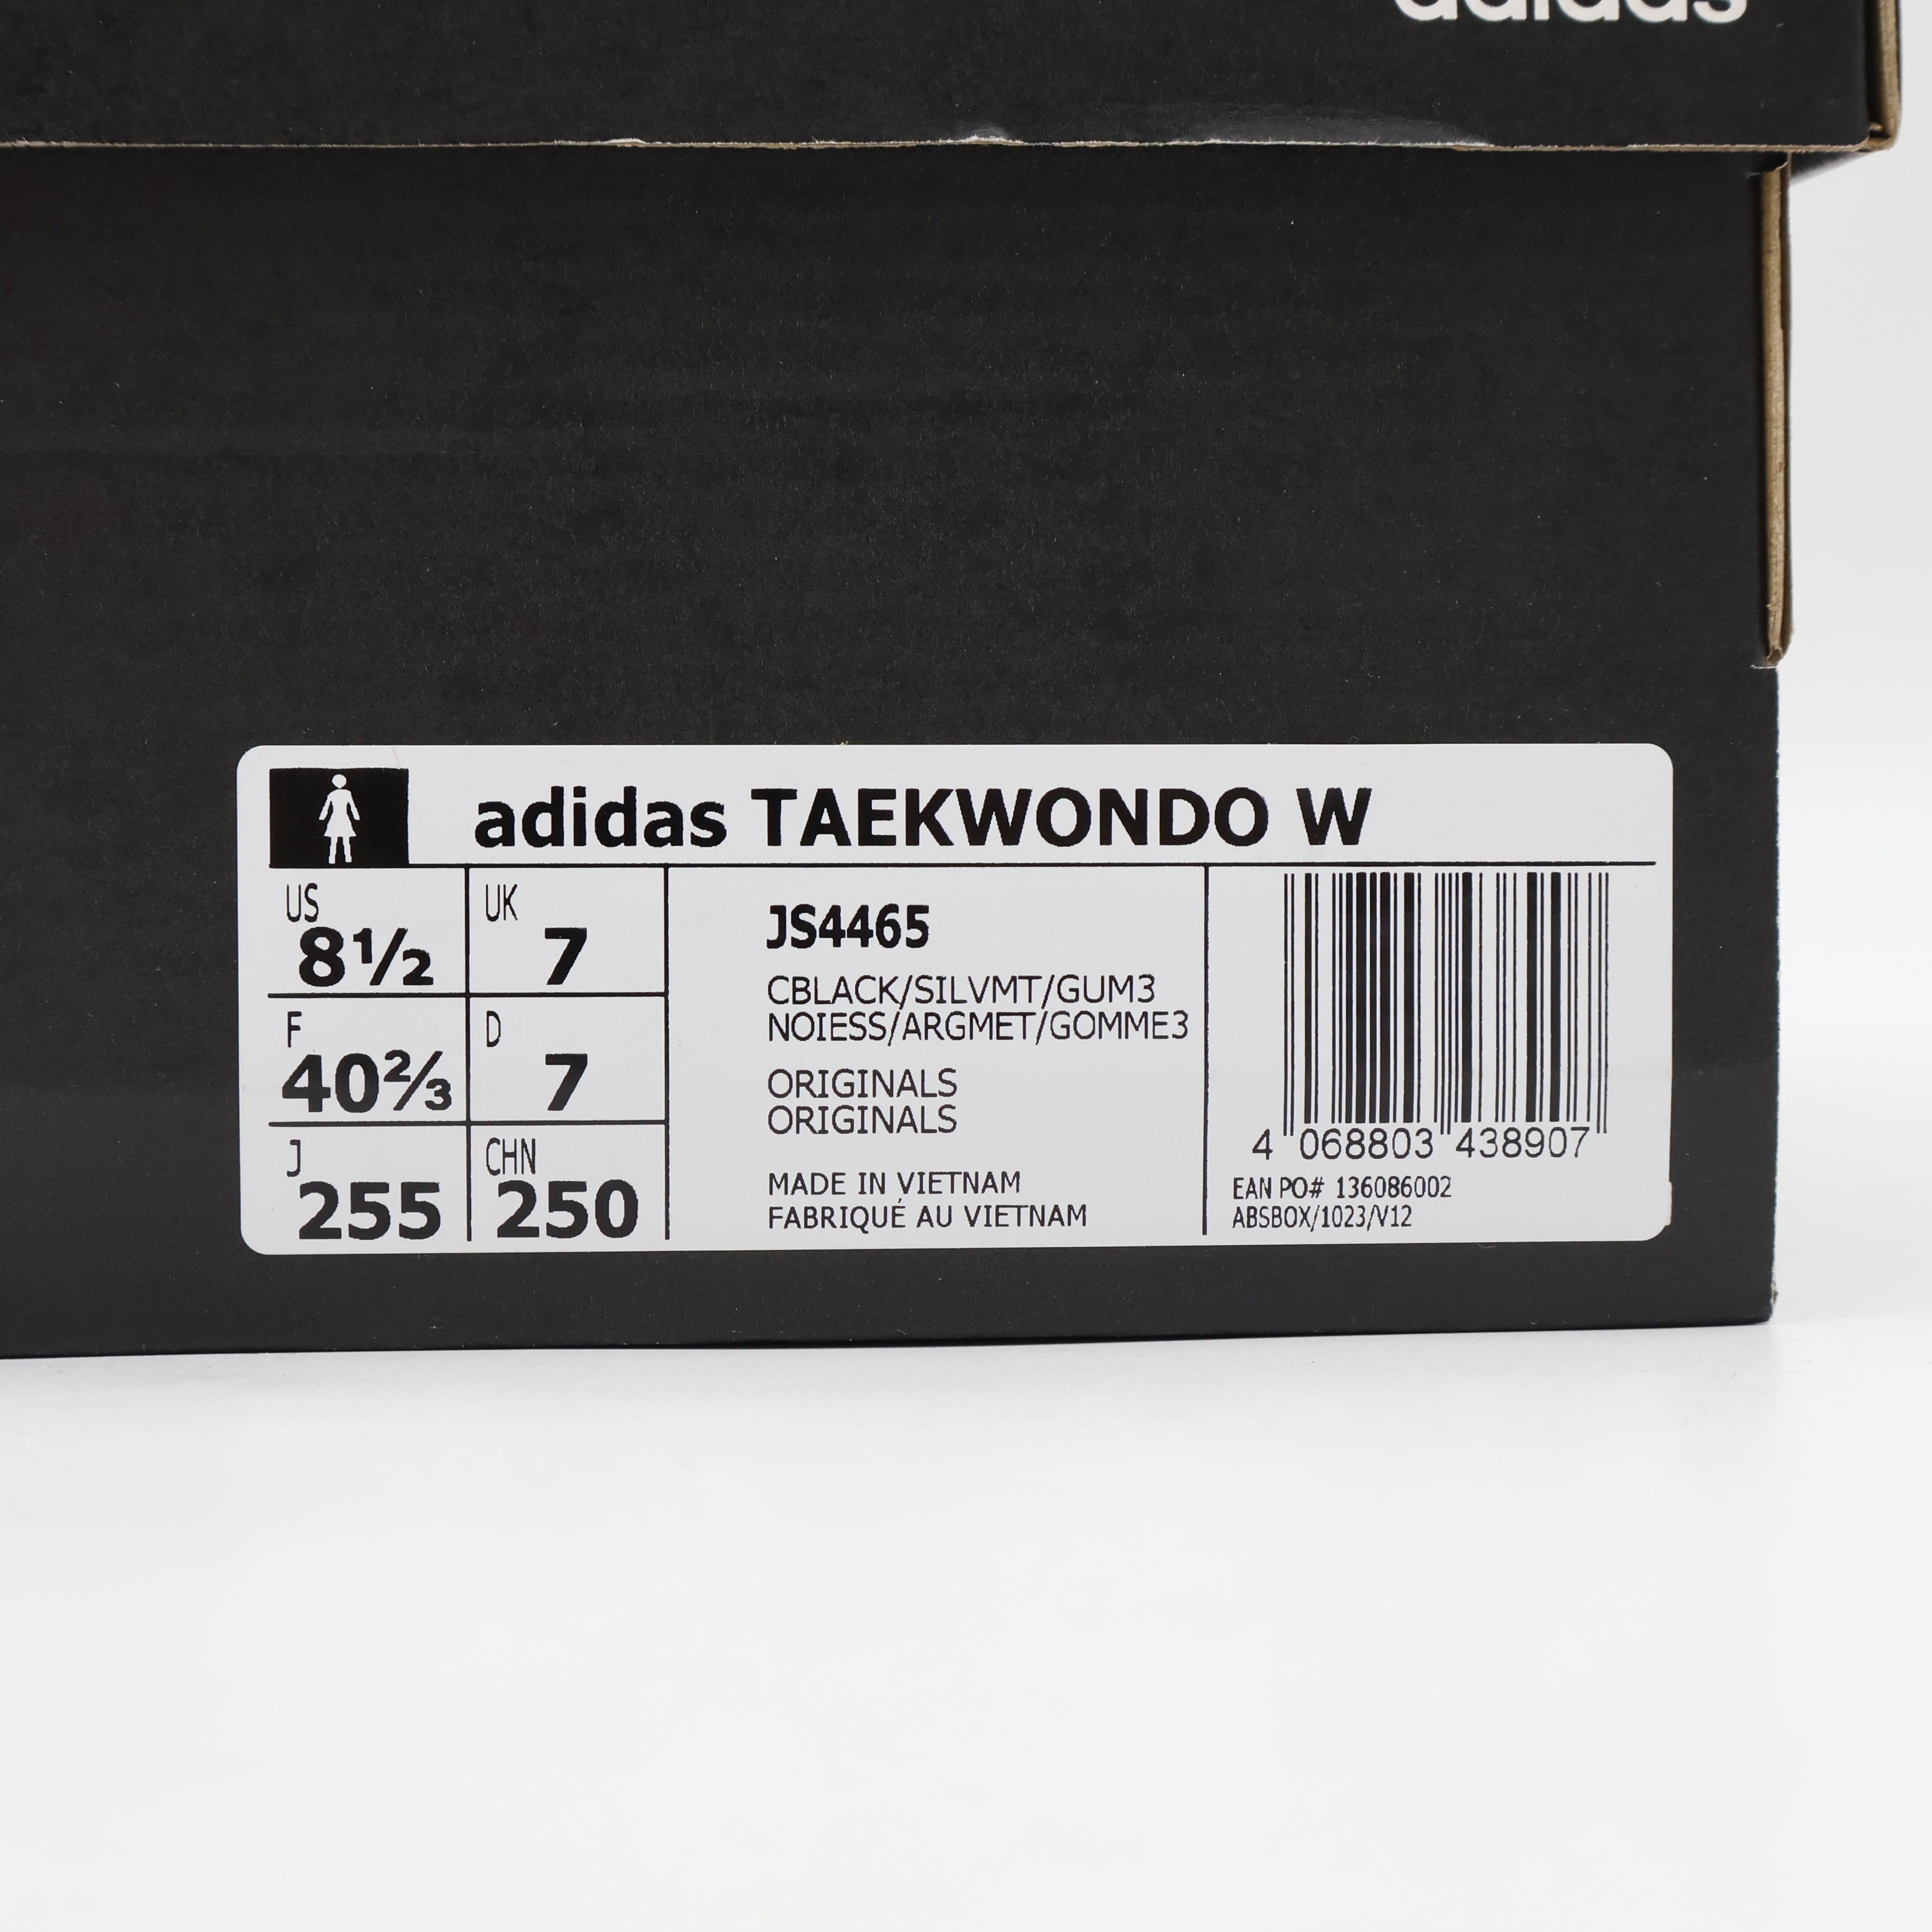 adidas
adidas TAEKWONDO W
US
8½
UK
7
F
40⅔
D
7
J
255
CHN
250
JS4465
CBLACK/SILVMT/GUM3
NOIESS/ARGMET/GOMME3
ORIGINALS
ORIGINALS
MADE IN VIETNAM
FABRIQUÉ AU VIETNAM
4 068803 438907
EAN PO# 136086002
ABSBOX/1023/V12